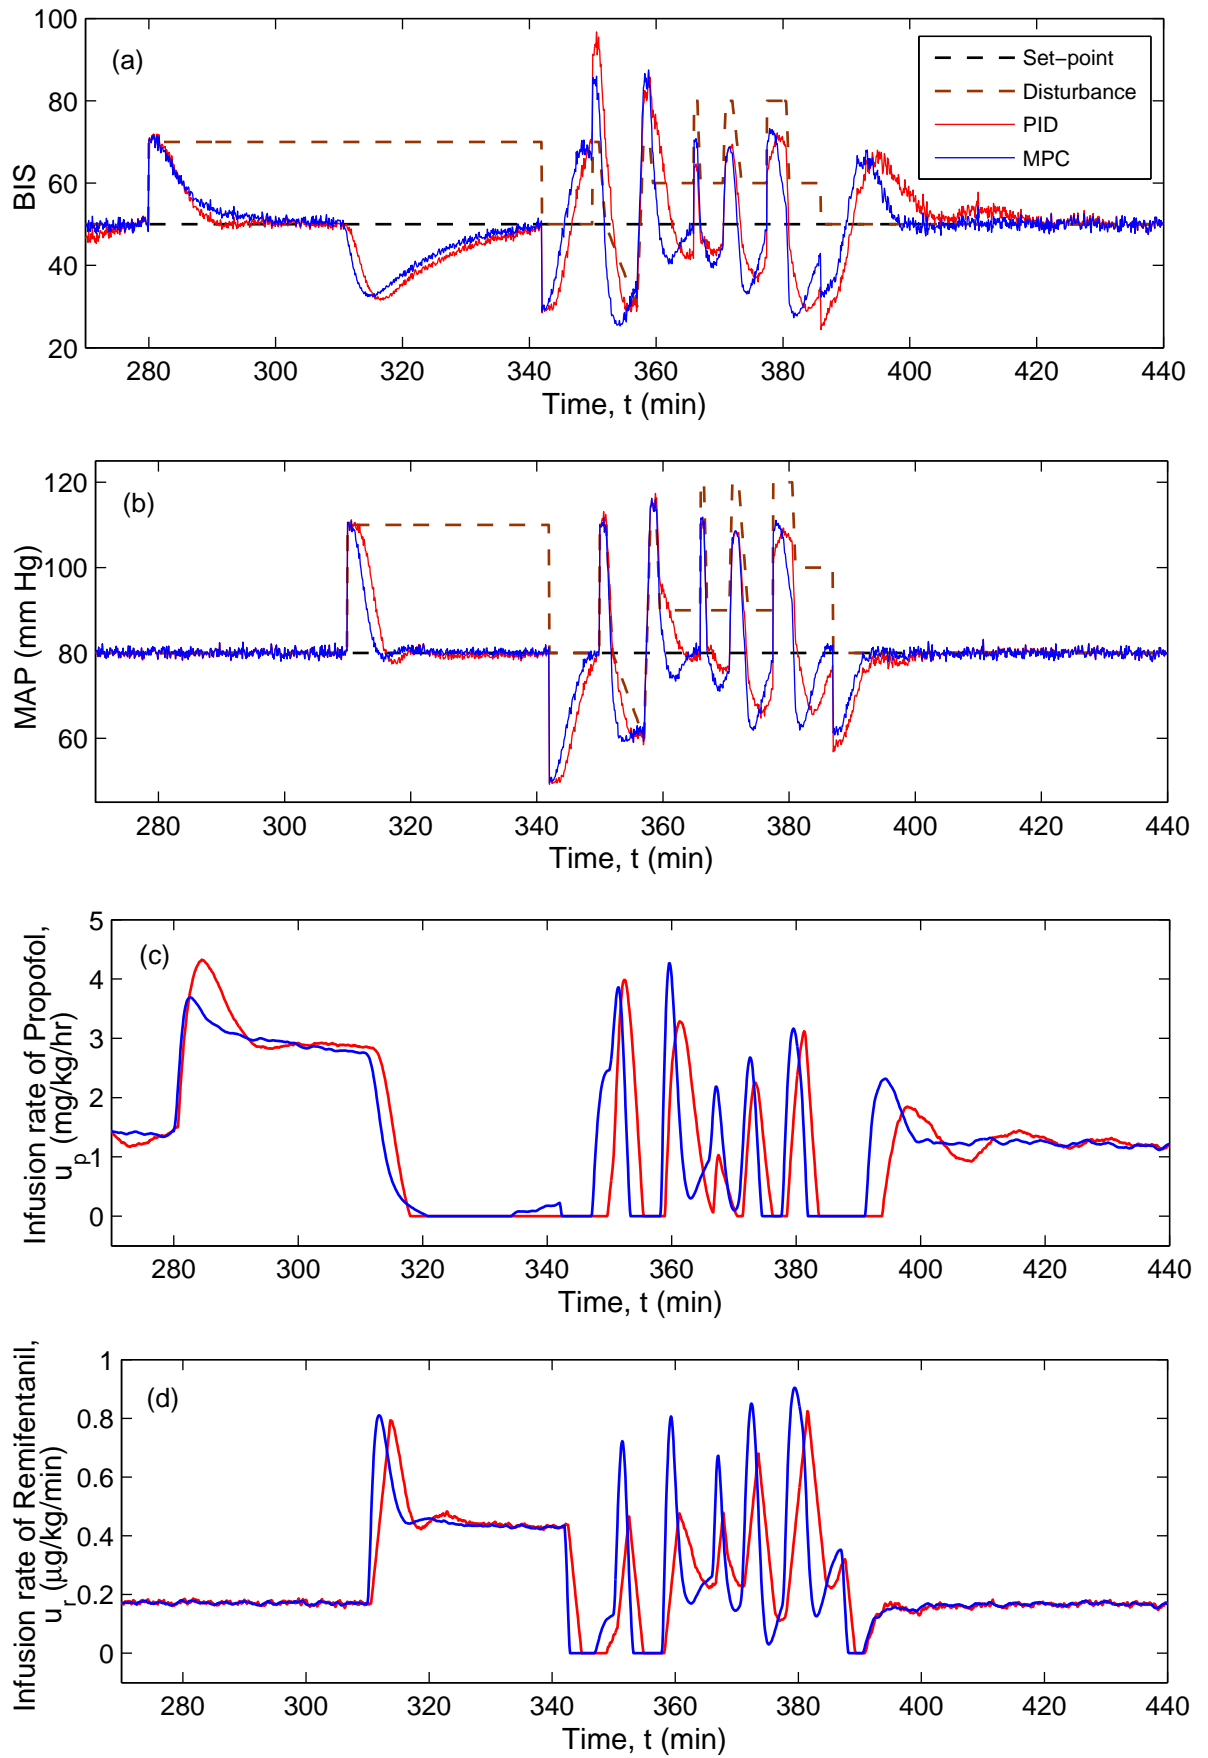 100
80
60
40
20
BIS
(a)
Set-point
Disturbance
PID
MPC
280 300 320 340 360 380 400 420 440
Time, t (min)
120
100
80
60
MAP (mm Hg)
(b)
280 300 320 340 360 380 400 420 440
Time, t (min)
5
4
3
2
1
0
Infusion rate of Propofol,
u_p (mg/kg/hr)
(c)
280 300 320 340 360 380 400 420 440
Time, t (min)
1
0.8
0.6
0.4
0.2
0
Infusion rate of Remifentanil,
u_r (μg/kg/min)
(d)
280 300 320 340 360 380 400 420 440
Time, t (min)